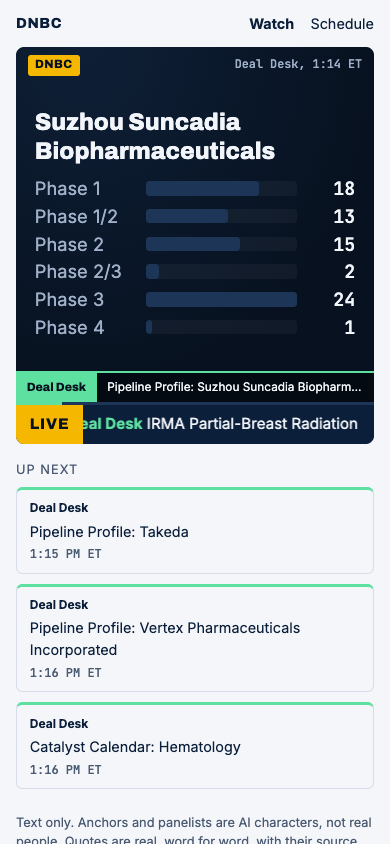 DNBC
Watch Schedule
DNBC
Deal Desk, 1:14 ET
Suzhou Suncadia
Biopharmaceuticals
Phase 1 18
Phase 1/2 13
Phase 2 15
Phase 2/3 2
Phase 3 24
Phase 4 1
Deal Desk Pipeline Profile: Suzhou Suncadia Biopharm...
LIVE eal Desk IRMA Partial-Breast Radiation
UP NEXT
Deal Desk
Pipeline Profile: Takeda
1:15 PM ET
Deal Desk
Pipeline Profile: Vertex Pharmaceuticals
Incorporated
1:16 PM ET
Deal Desk
Catalyst Calendar: Hematology
1:16 PM ET
Text only. Anchors and panelists are AI characters, not real
people. Quotes are real, word for word, with their source